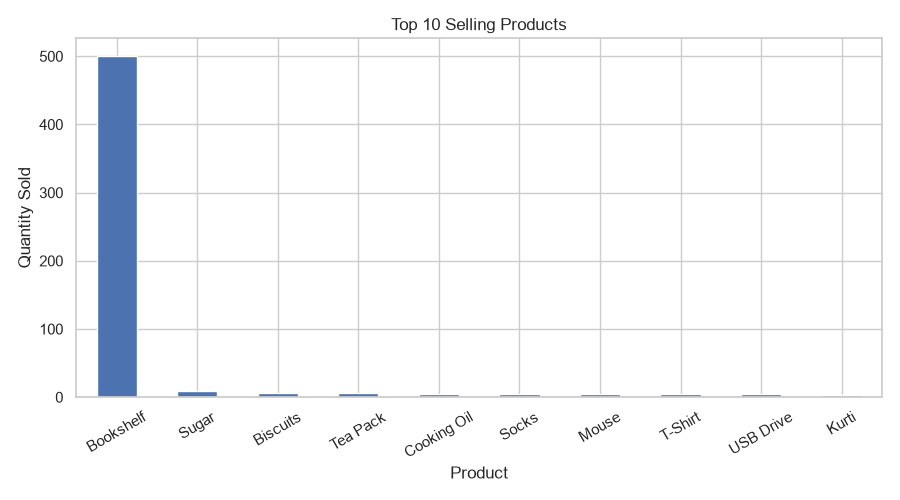 Top 10 Selling Products
Quantity Sold
500
400
300
200
100
0
Bookshelf
Sugar
Biscuits
Tea Pack
Cooking Oil
Socks
Mouse
T-Shirt
USB Drive
Kurti
Product